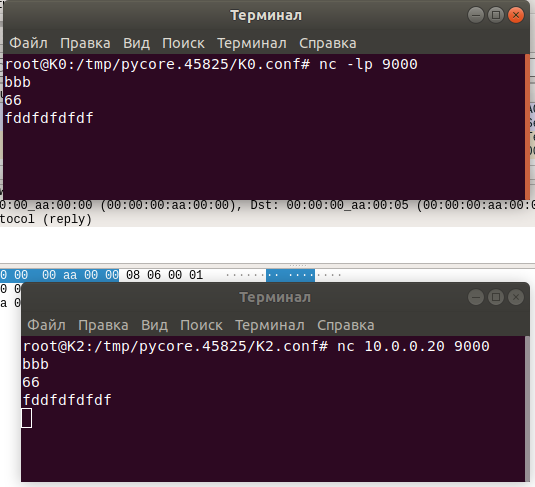 Терминал
Файл Правка Вид Поиск Терминал Справка
root@K0:/tmp/pycore.45825/K0.conf# nc -lp 9000
bbb
66
fddfdfdfdf
0:00_aa:00:00 (00:00:00:aa:00:00), Dst: 00:00:00_aa:00:05 (00:00:00:aa:00:0
tocol (reply)
0 00 00 aa 00 00 08 06 00 01 ········ ········
Терминал
Файл Правка Вид Поиск Терминал Справка
root@K2:/tmp/pycore.45825/K2.conf# nc 10.0.0.20 9000
bbb
66
fddfdfdfdf